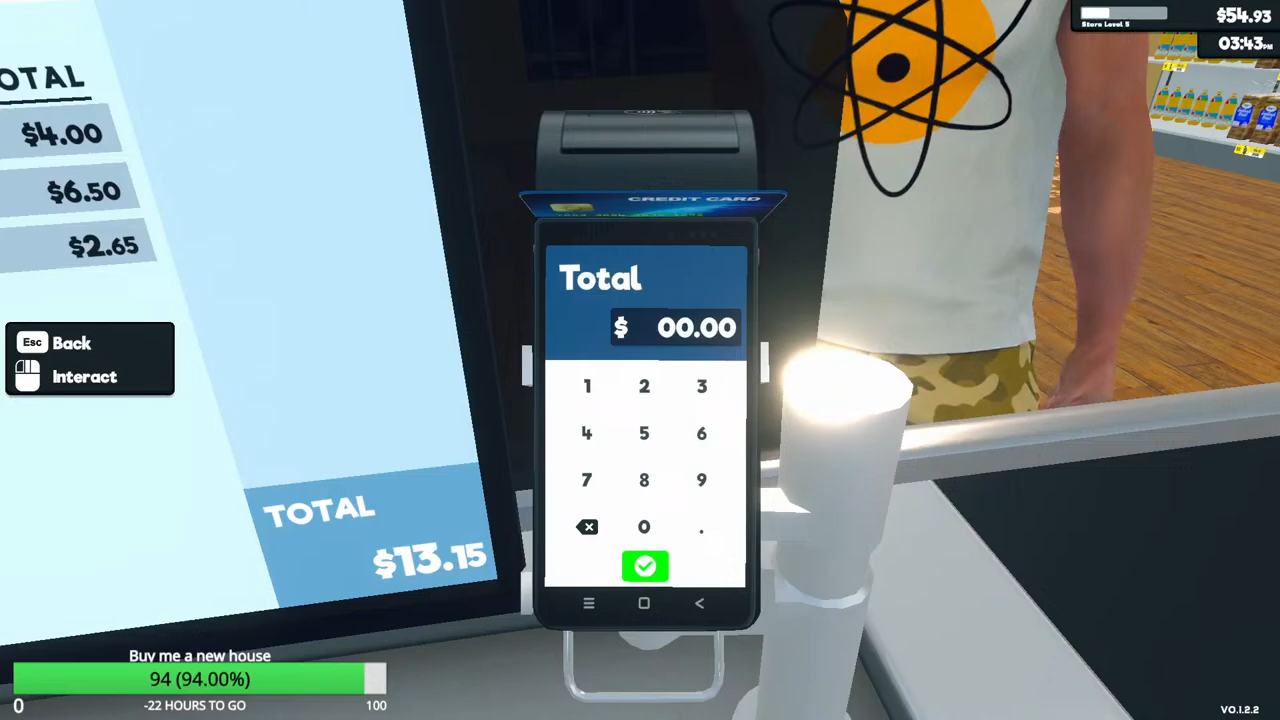 OTAL
$4.00
$6.50
$2.65
Esc Back
Interact
TOTAL
$13.15
CREDIT CARD
Total
$ 00.00
1 2 3
4 5 6
7 8 9
0 .
Store Level 5
$54.93
03:43PM
Buy me a new house
94 (94.00%)
0 -22 HOURS TO GO 100
V0.1.2.2